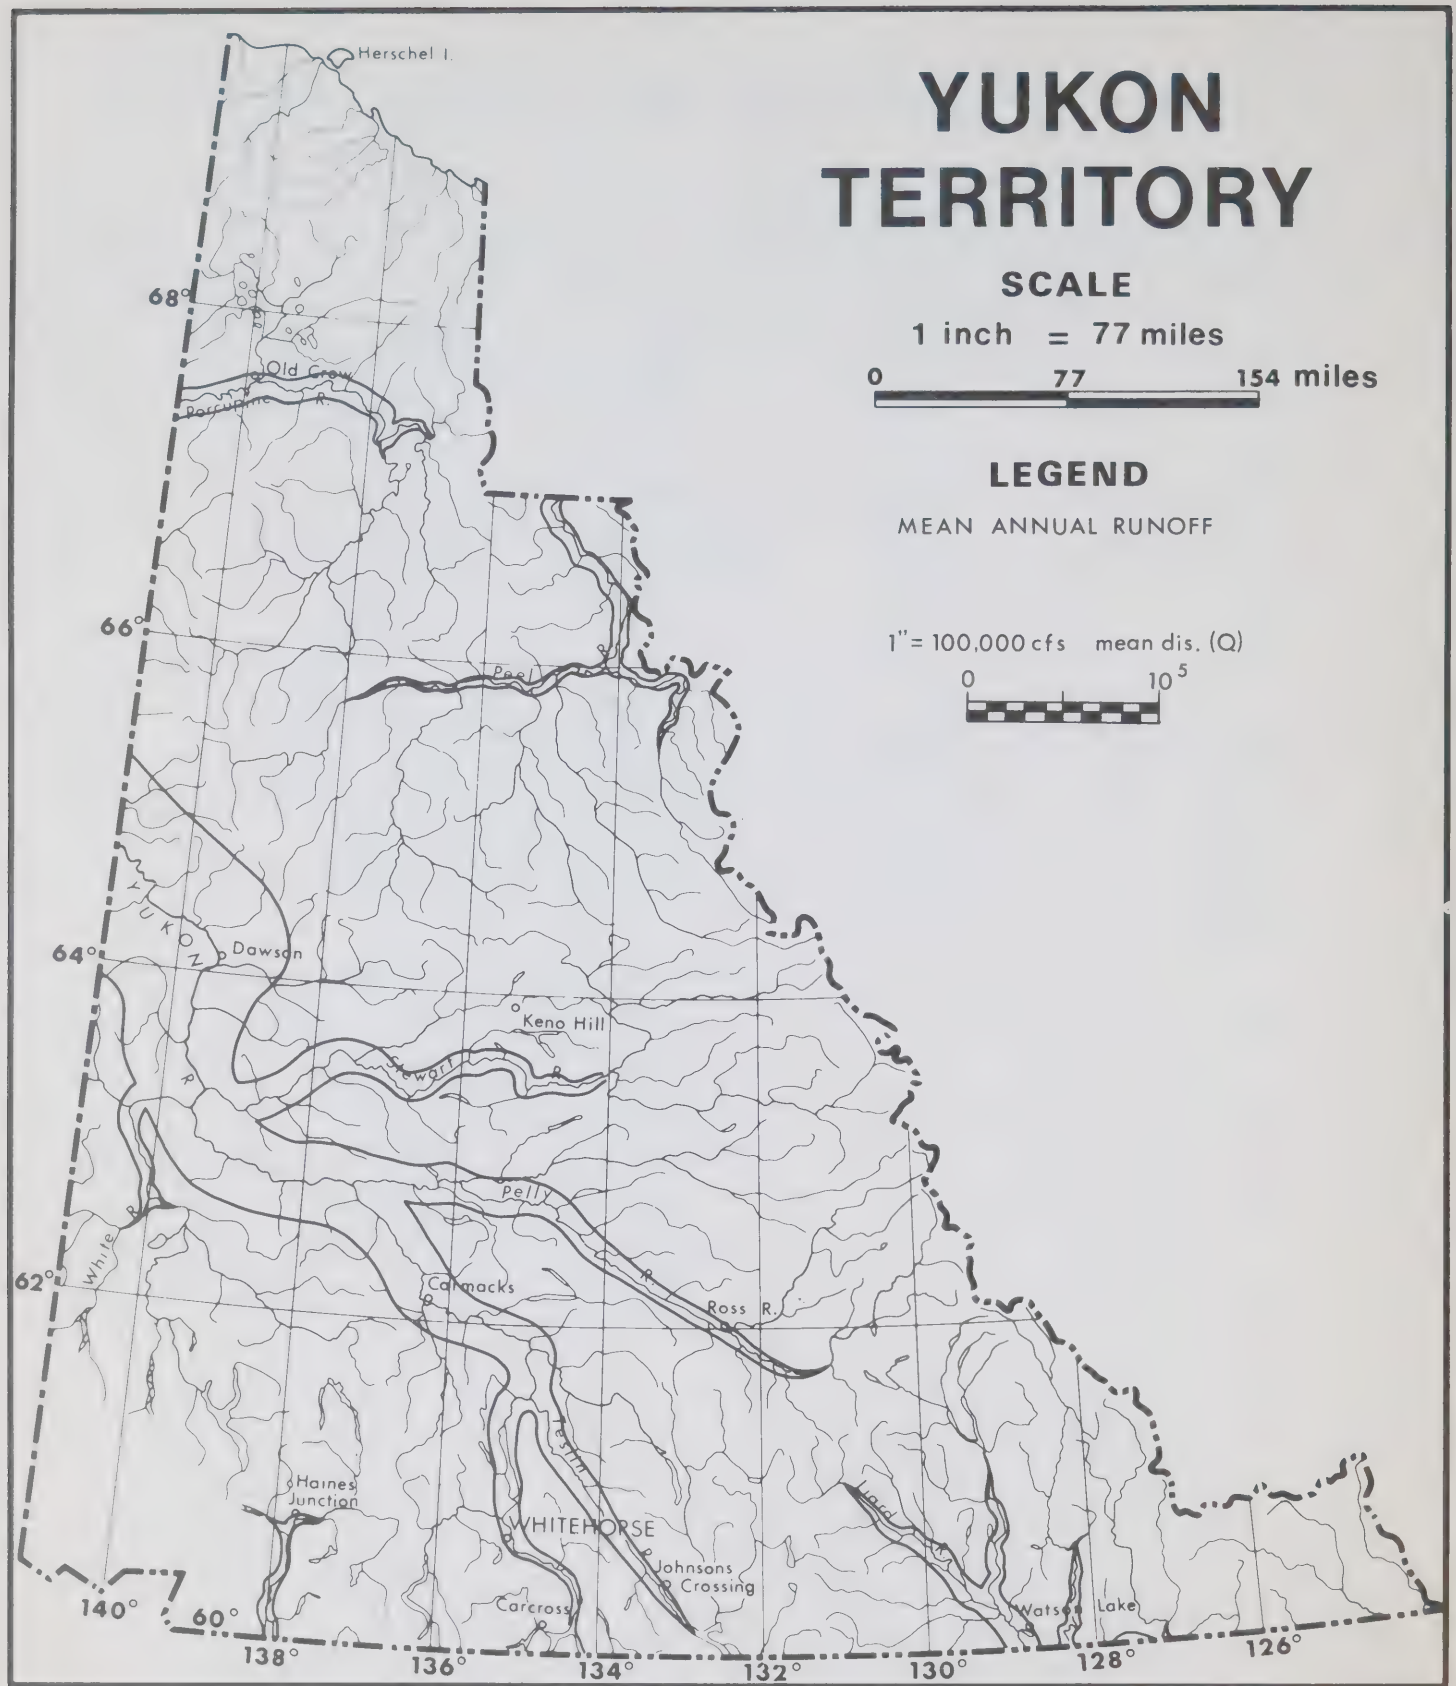 Herschel I.
YUKON
TERRITORY
SCALE
1 inch = 77 miles
0 77 154 miles
LEGEND
MEAN ANNUAL RUNOFF
1"= 100,000 cfs mean dis. (Q)
0 10⁵
68°
Old Crow
Porcupine R.
66°
Peel R.
YUKON R
64°
Dawson
Keno Hill
Stewart R.
Pelly R.
White R.
62°
Carmacks
Ross R.
Teslin
Haines
Junction
WHITEHORSE
Liard R.
Johnsons
Crossing
Carcross
Watson Lake
140° 60°
138° 136° 134° 132° 130° 128° 126°